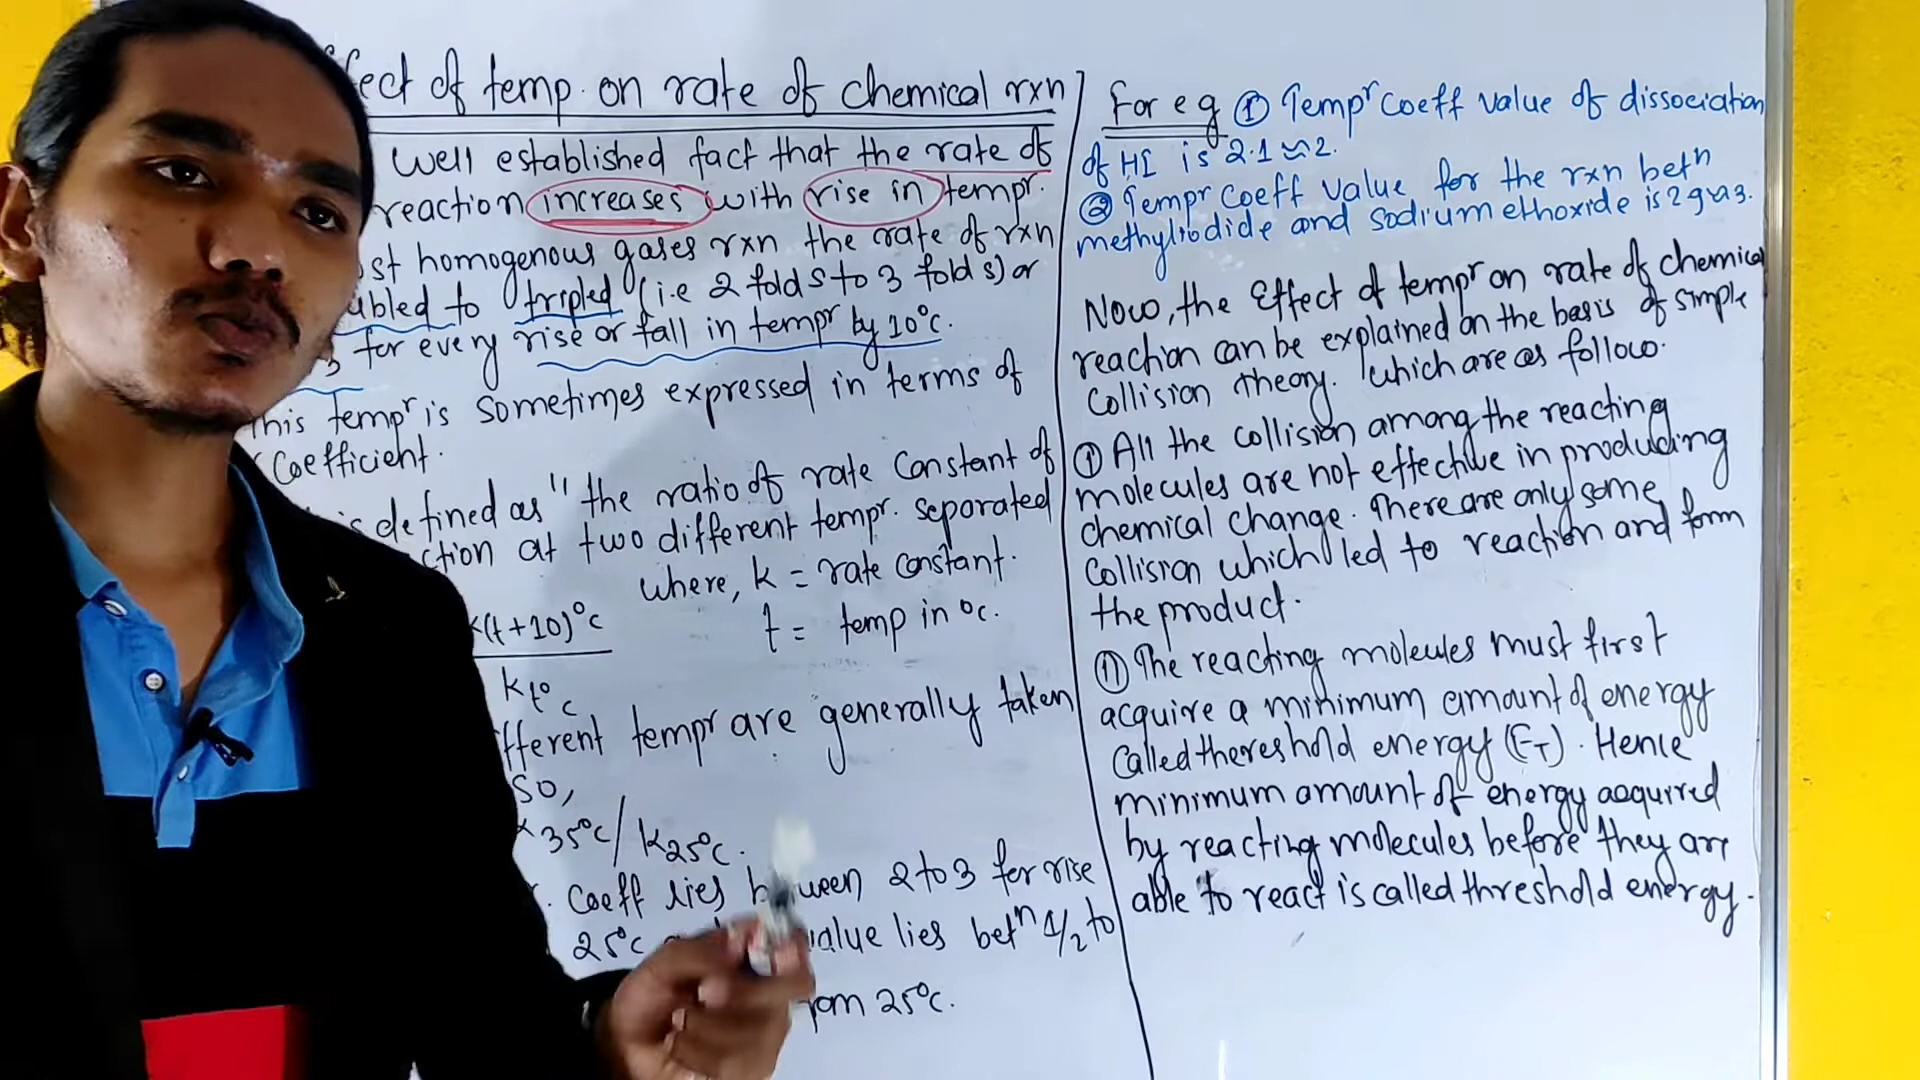 fect of temp. on rate of chemical rxn
well established fact that the rate of
reaction increases with rise in tempr.
st homogenous gases rxn the rate of rxn
ubled to tripled (i.e 2 folds to 3 folds) or
3 for every rise or fall in tempr by 10°c.
This tempr is sometimes expressed in terms of
Coefficient.
is defined as "the ratio of rate constant of
ction at two different tempr. separated
where, k = rate constant.
t = temp in °c.
k(t+10)°c
kt°c
fferent tempr are generally taken
so,
k35°c/k25°c.
. Coeff lies between 2 to 3 for rise
25°c value lies betn 1/2 to
rom 25°c.
For eg ① Tempr coeff value of dissociation
of HI is 2.1 ≈ 2.
② Tempr coeff value for the rxn betn
methyliodide and sodium ethoxide is 2.9 ≈ 3.
Now, the Effect of tempr on rate of chemical
reaction can be explained on the basis of simple
collision theory. which are as follow.
① All the collision among the reacting
molecules are not effective in producing
chemical change. There are only some
collision which led to reaction and form
the product.
⑪ The reacting molecules must first
acquire a minimum amount of energy
called thereshold energy (ET). Hence
minimum amount of energy acquired
by reacting molecules before they are
able to react is called threshold energy.